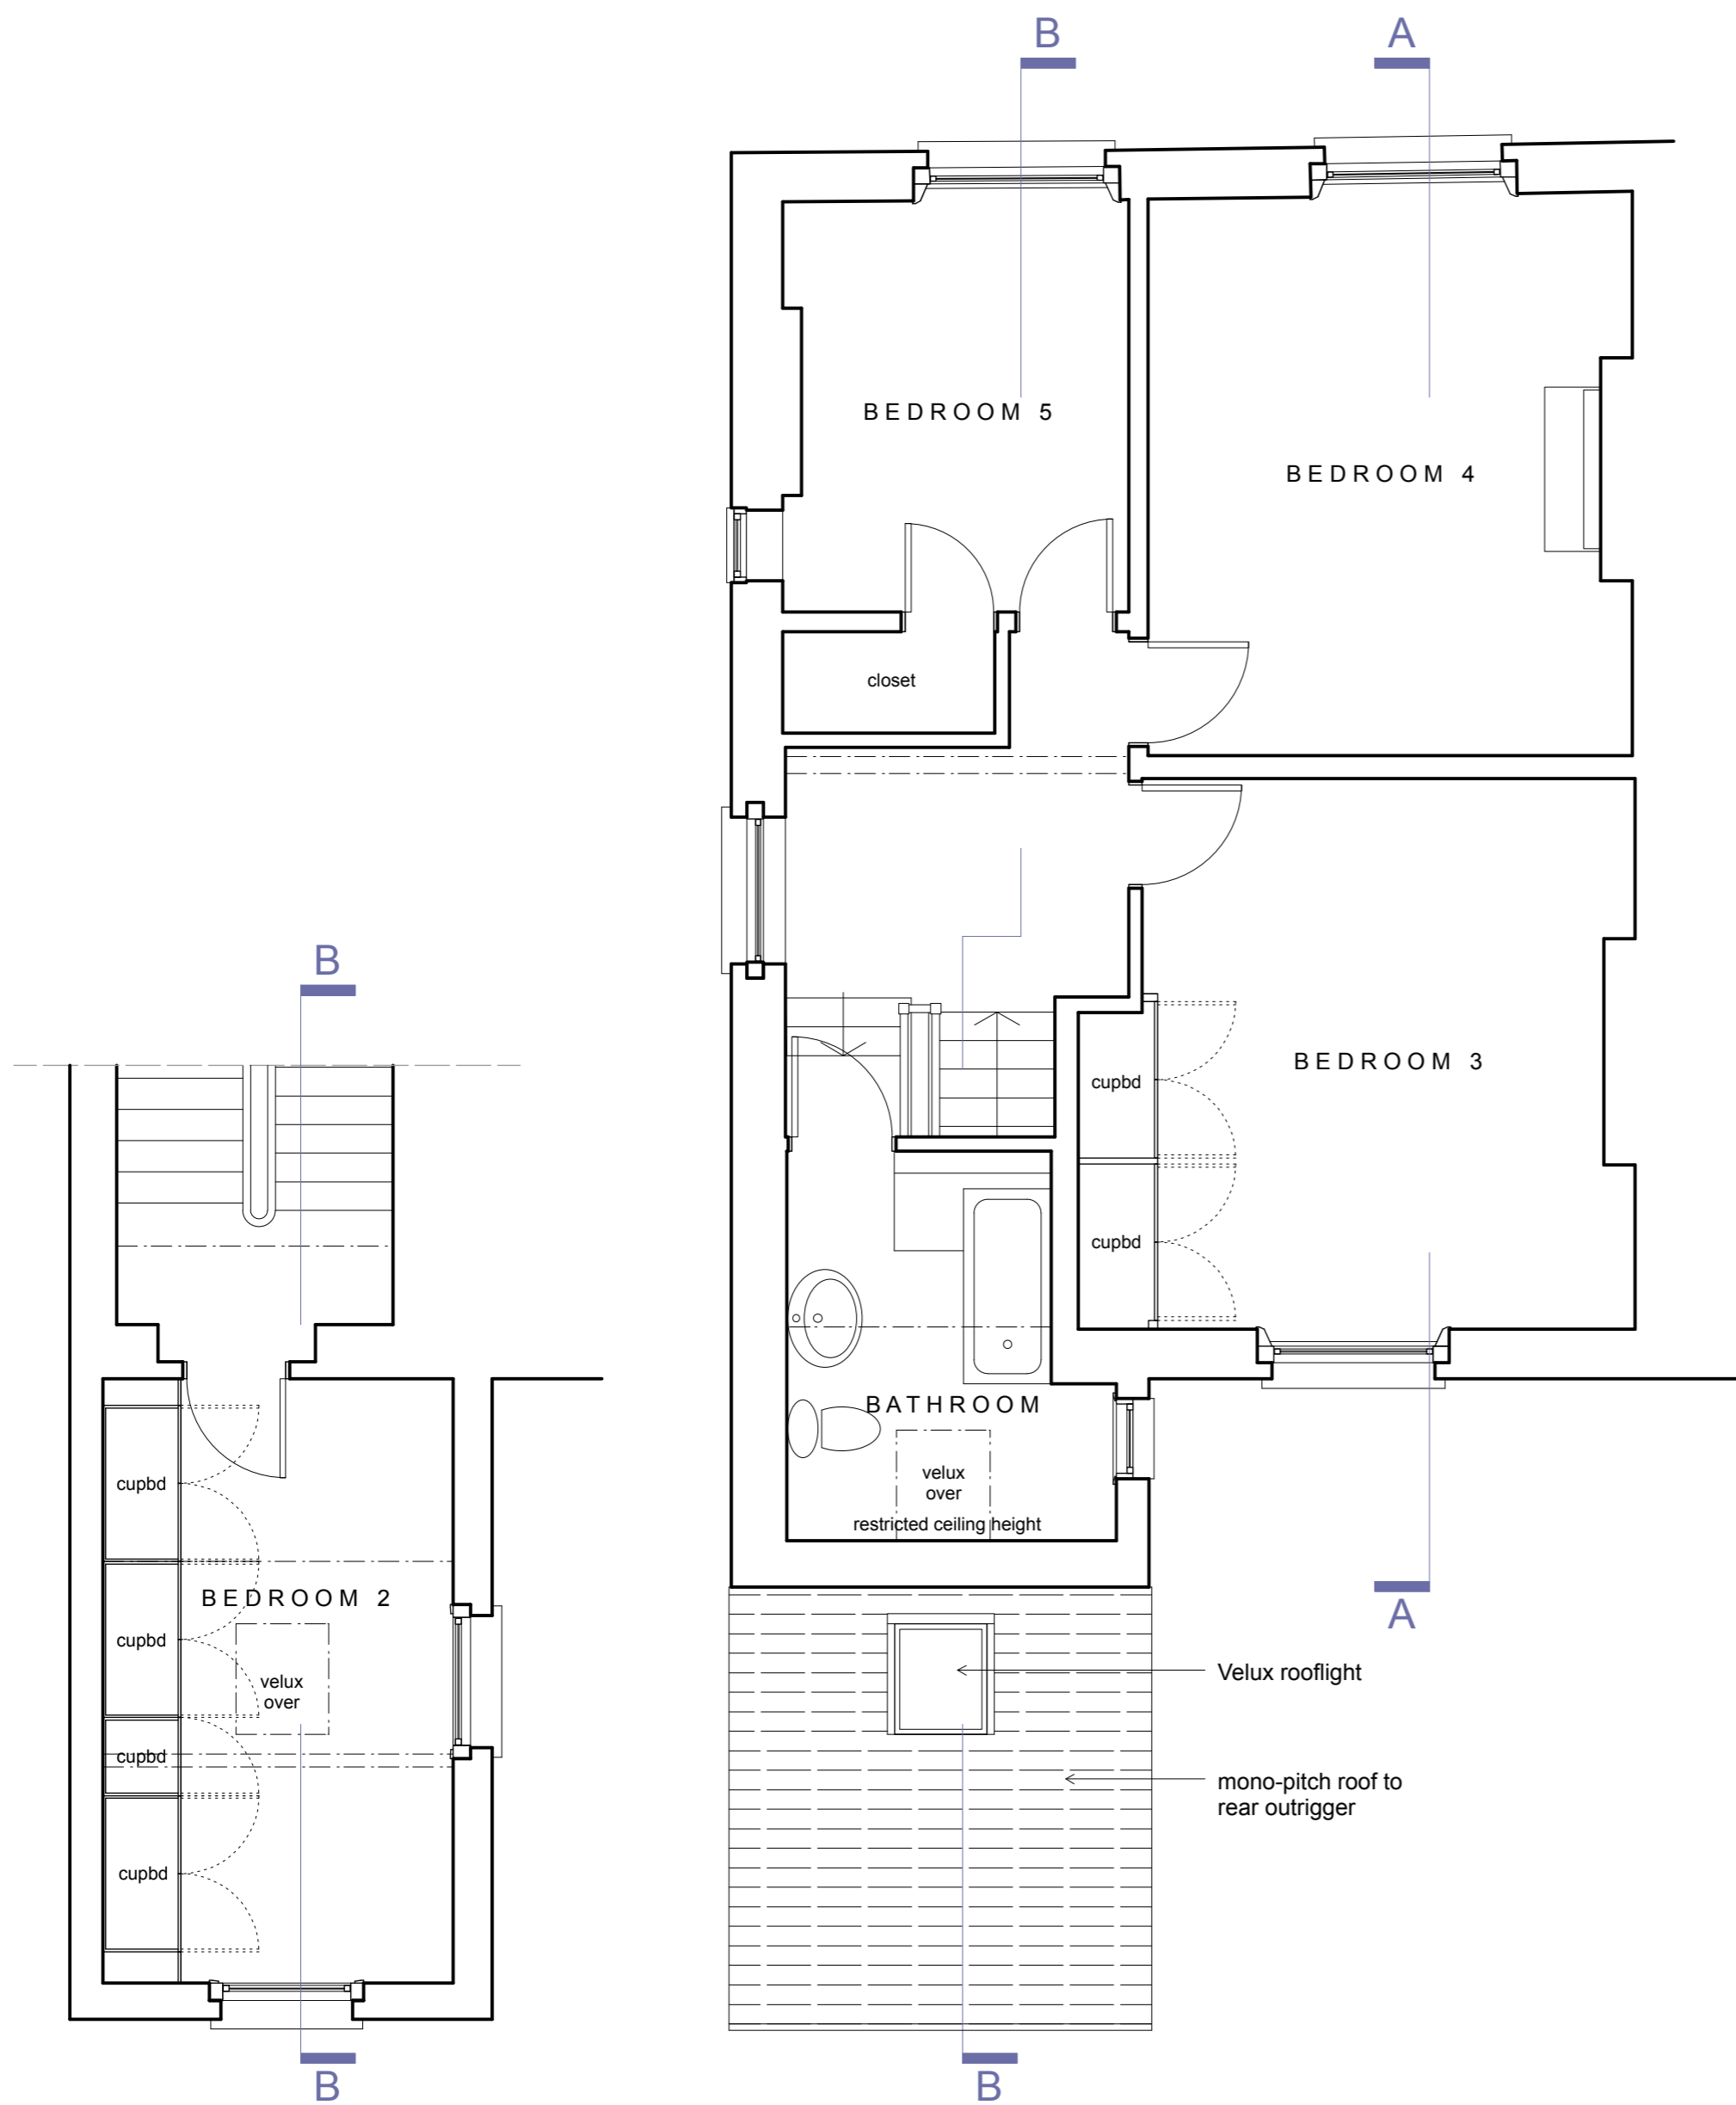 B
A
BEDROOM 5
BEDROOM 4
closet
B
BEDROOM 3
cupbd
cupbd
BATHROOM
velux
over
restricted ceiling height
cupbd
BEDROOM 2
cupbd
velux
over
cupbd
cupbd
A
Velux rooflight
mono-pitch roof to
rear outrigger
B
B